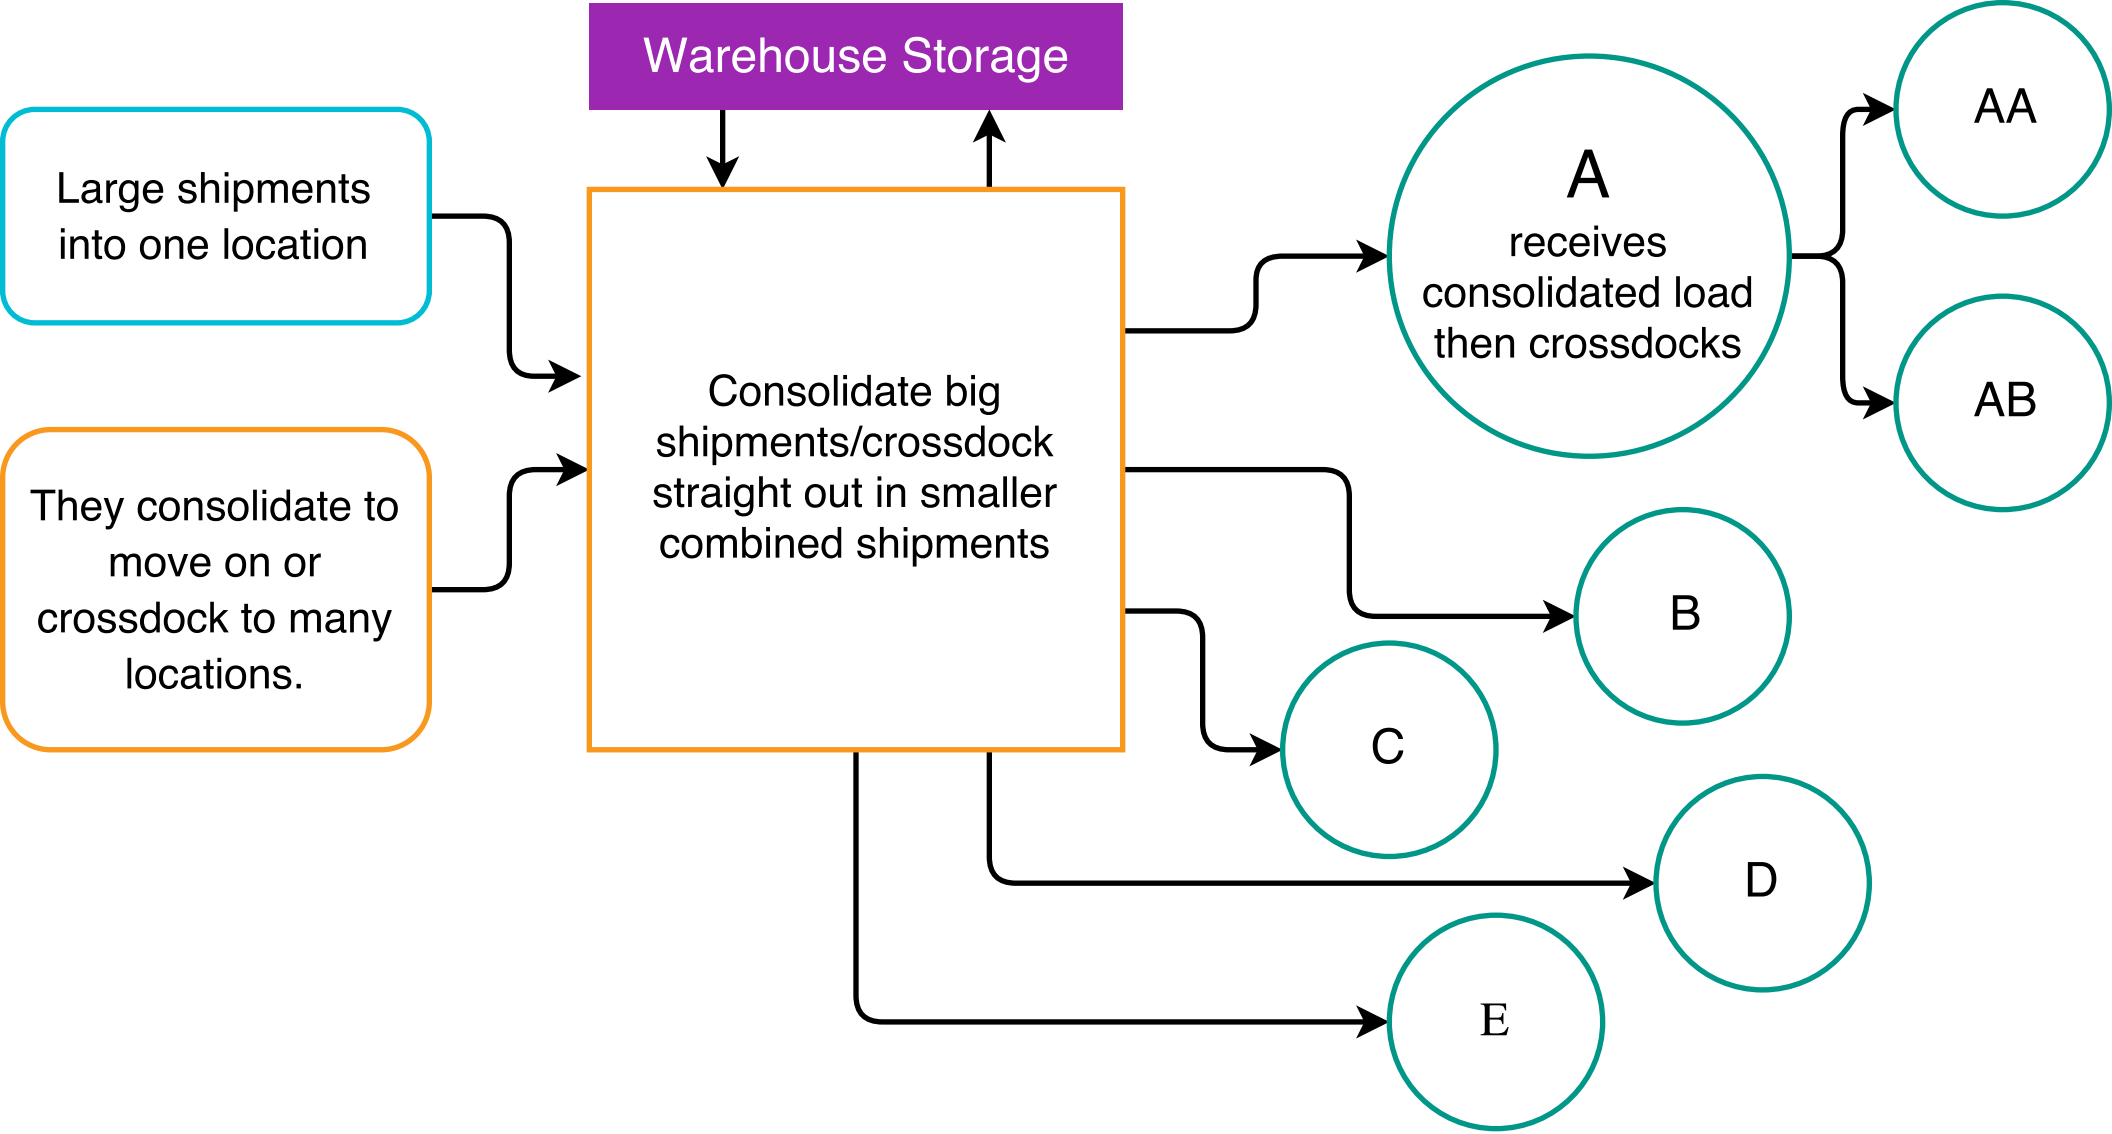 Warehouse Storage
Large shipments
into one location
They consolidate to
move on or
crossdock to many
locations.
Consolidate big
shipments/crossdock
straight out in smaller
combined shipments
A
receives
consolidated load
then crossdocks
AA
AB
B
C
D
E